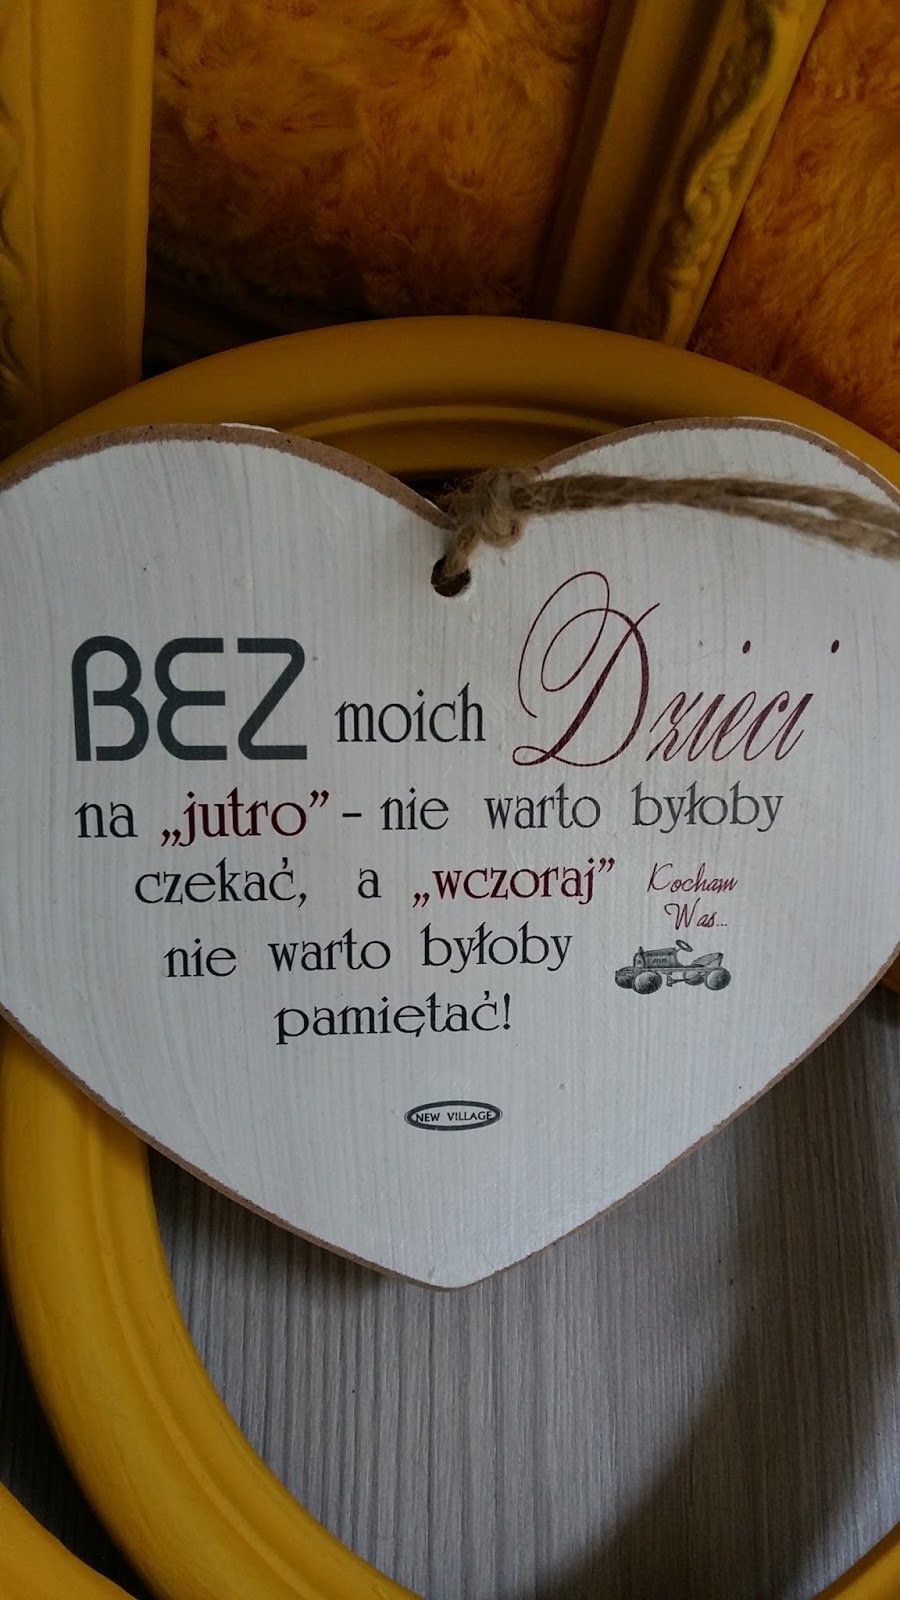 BEZ moich Dzieci
na „jutro” - nie warto byłoby
czekać, a „wczoraj”
Kocham
Was...
nie warto byłoby
pamiętać!
NEW VILLAGE